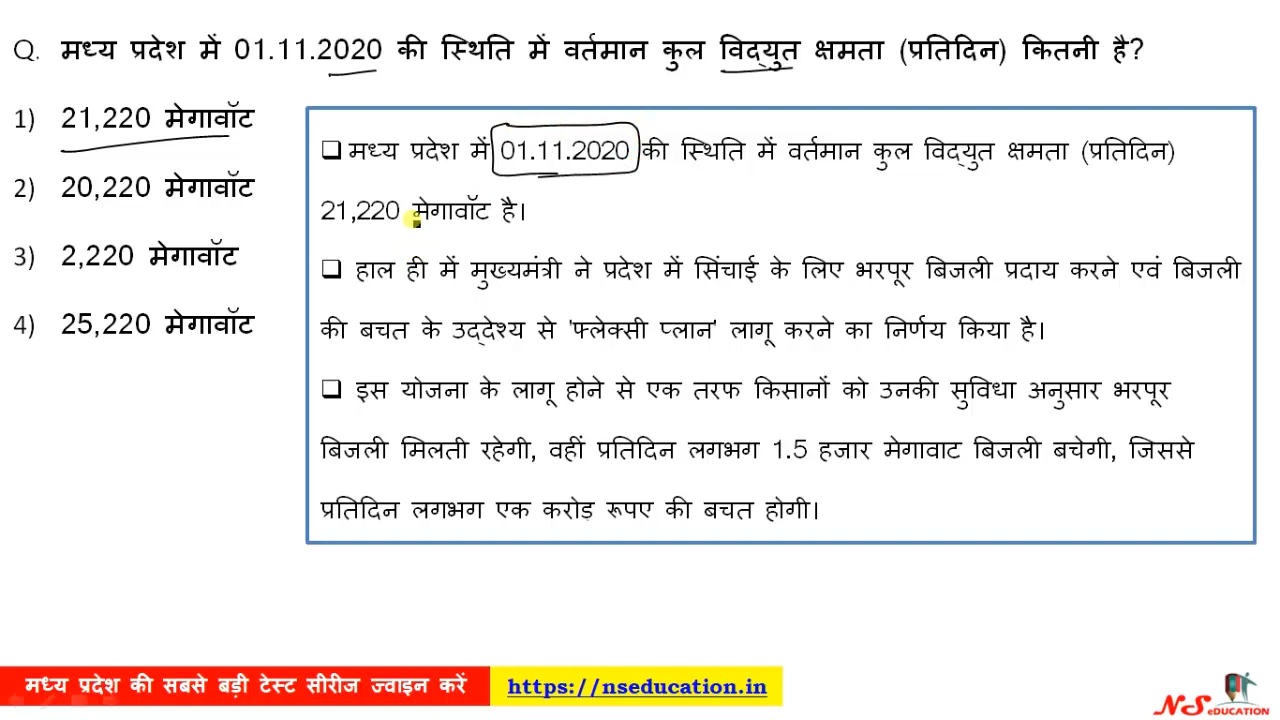 Q. मध्य प्रदेश में 01.11.2020 की स्थिति में वर्तमान कुल विद्युत क्षमता (प्रतिदिन) कितनी है?
1) 21,220 मेगावॉट
2) 20,220 मेगावॉट
3) 2,220 मेगावॉट
4) 25,220 मेगावॉट
❑ मध्य प्रदेश में 01.11.2020 की स्थिति में वर्तमान कुल विद्युत क्षमता (प्रतिदिन)
21,220 मेगावॉट है।
❑ हाल ही में मुख्यमंत्री ने प्रदेश में सिंचाई के लिए भरपूर बिजली प्रदाय करने एवं बिजली
की बचत के उद्देश्य से 'फ्लेक्सी प्लान' लागू करने का निर्णय किया है।
❑ इस योजना के लागू होने से एक तरफ किसानों को उनकी सुविधा अनुसार भरपूर
बिजली मिलती रहेगी, वहीं प्रतिदिन लगभग 1.5 हजार मेगावाट बिजली बचेगी, जिससे
प्रतिदिन लगभग एक करोड़ रूपए की बचत होगी।
मध्य प्रदेश की सबसे बड़ी टेस्ट सीरीज ज्वाइन करें
https://nseducation.in
NS eDUCATION